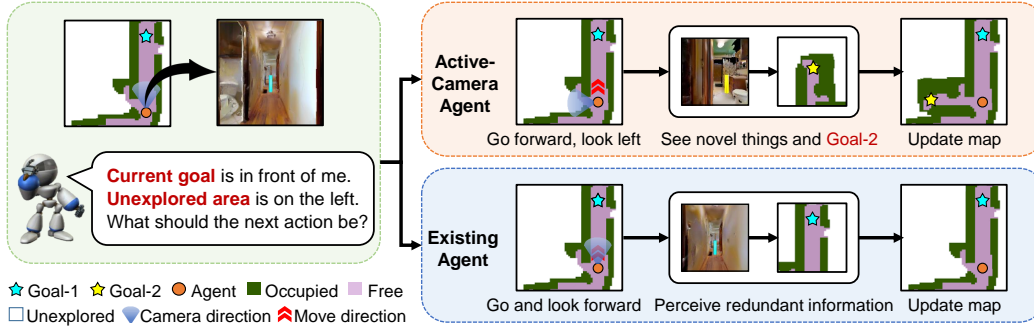 Current goal is in front of me.
Unexplored area is on the left.
What should the next action be?
Active-
Camera
Agent
Go forward, look left
See novel things and Goal-2
Update map
Existing
Agent
Go and look forward
Perceive redundant information
Update map
Goal-1 Goal-2 Agent Occupied Free
Unexplored Camera direction Move direction